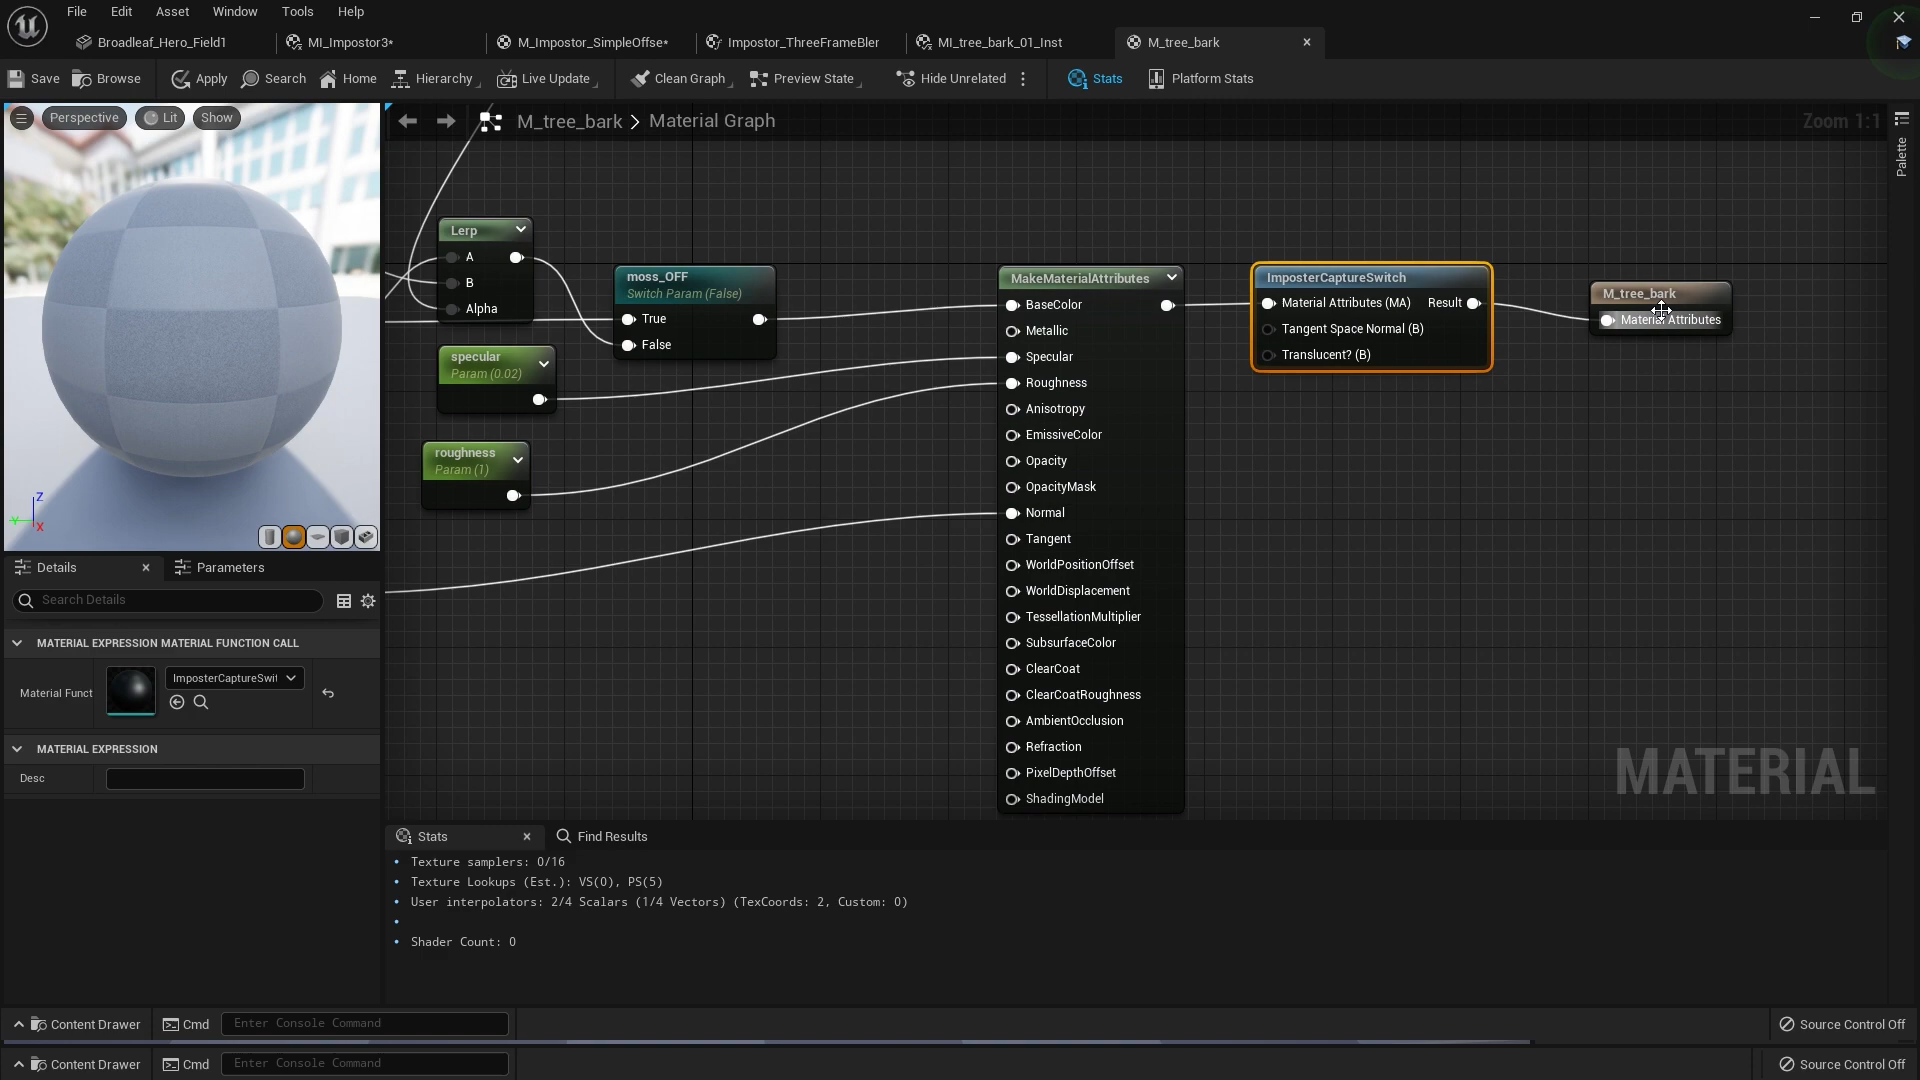 File Edit Asset Window Tools Help
Broadleaf_Hero_Field1
MI_Impostor3*
M_Impostor_SimpleOffse*
Impostor_ThreeFrameBler
MI_tree_bark_01_Inst
M_tree_bark
Save
Browse
Apply
Search
Home
Hierarchy
Live Update
Clean Graph
Preview State
Hide Unrelated
Stats
Platform Stats
Perspective
Lit
Show
M_tree_bark > Material Graph
Zoom 1:1
Palette
Lerp
A
B
Alpha
moss_OFF
Switch Param (False)
True
False
specular
Param (0.02)
roughness
Param (1)
MakeMaterialAttributes
BaseColor
Metallic
Specular
Roughness
Anisotropy
EmissiveColor
Opacity
OpacityMask
Normal
Tangent
WorldPositionOffset
WorldDisplacement
TessellationMultiplier
SubsurfaceColor
ClearCoat
ClearCoatRoughness
AmbientOcclusion
Refraction
PixelDepthOffset
ShadingModel
ImposterCaptureSwitch
Material Attributes (MA) Result
Tangent Space Normal (B)
Translucent? (B)
M_tree_bark
Material Attributes
MATERIAL
Z
Y
X
Details
Parameters
Search Details
MATERIAL EXPRESSION MATERIAL FUNCTION CALL
Material Funct
ImposterCaptureSwit
MATERIAL EXPRESSION
Desc
Stats
Find Results
Texture samplers: 0/16
Texture Lookups (Est.): VS(0), PS(5)
User interpolators: 2/4 Scalars (1/4 Vectors) (TexCoords: 2, Custom: 0)
Shader Count: 0
Content Drawer
Cmd
Enter Console Command
Source Control Off
Content Drawer
Cmd
Enter Console Command
Source Control Off